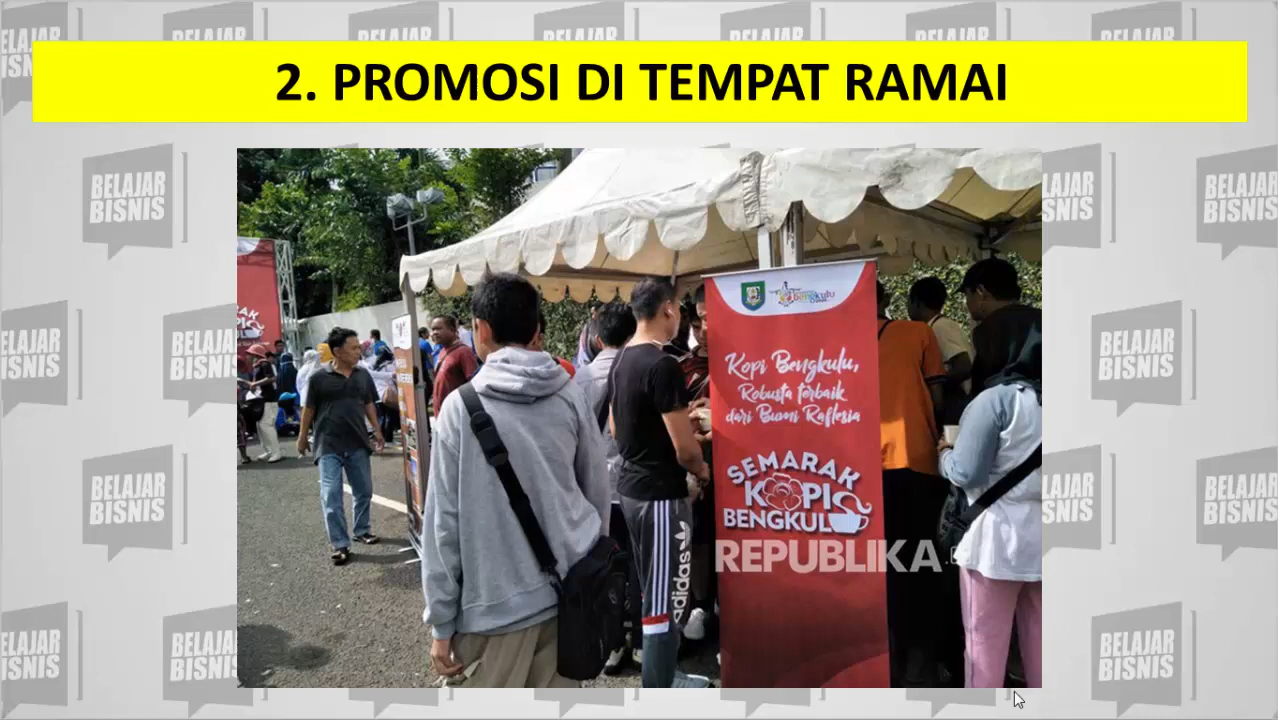 2. PROMOSI DI TEMPAT RAMAI
BELAJAR
BISNIS
bengkulu
Kopi Bengkulu,
Robusta terbaik
dari Bumi Raflesia
SEMARAK
KOPI
BENGKULU
REPUBLIKA
adidas